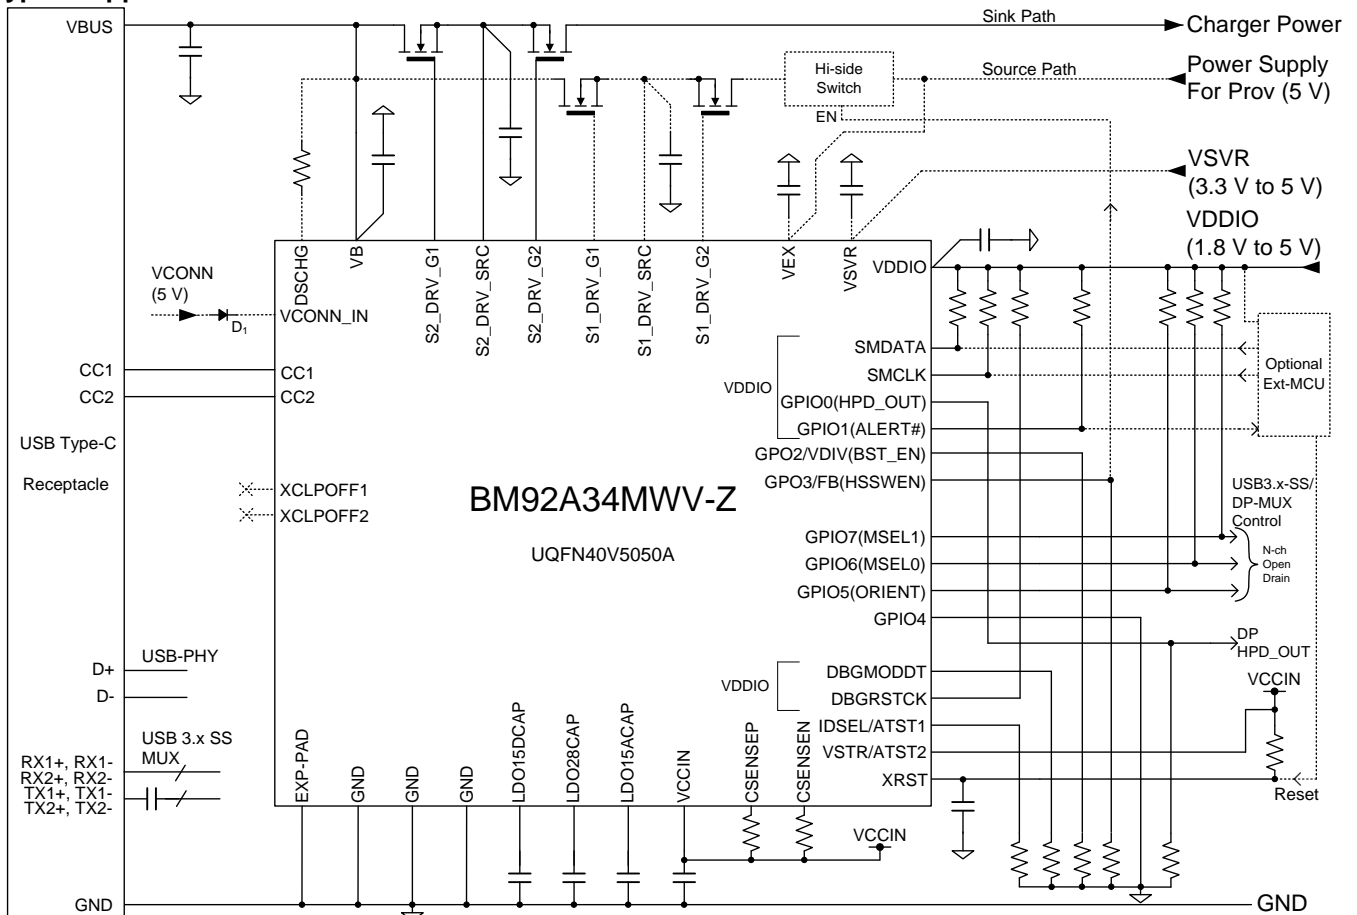 VBUS
Sink Path
Charger Power
Hi-side
Switch
EN
Source Path
Power Supply
For Prov (5 V)
VSVR
(3.3 V to 5 V)
VDDIO
(1.8 V to 5 V)
VCONN
(5 V)
D1
DSCHG
VB
S2_DRV_G1
S2_DRV_SRC
S2_DRV_G2
S1_DRV_G1
S1_DRV_SRC
S1_DRV_G2
VEX
VSVR
VDDIO
VCONN_IN
CC1
CC2
CC1
CC2
USB Type-C
Receptacle
XCLPOFF1
XCLPOFF2
BM92A34MWV-Z
UQFN40V5050A
VDDIO
SMDATA
SMCLK
GPIO0(HPD_OUT)
GPIO1(ALERT#)
GPO2/VDIV(BST_EN)
GPO3/FB(HSSWEN)
GPIO7(MSEL1)
GPIO6(MSEL0)
GPIO5(ORIENT)
GPIO4
VDDIO
DBGMODDT
DBGRSTCK
IDSEL/ATST1
VSTR/ATST2
XRST
Optional
Ext-MCU
USB3.x-SS/
DP-MUX
Control
N-ch
Open
Drain
DP
HPD_OUT
VCCIN
Reset
D+
USB-PHY
D-
USB 3.x SS
MUX
RX1+, RX1-
RX2+, RX2-
TX1+, TX1-
TX2+, TX2-
EXP-PAD
GND
GND
GND
LDO15DCAP
LDO28CAP
LDO15ACAP
VCCIN
CSENSEP
CSENSEN
VCCIN
GND
GND